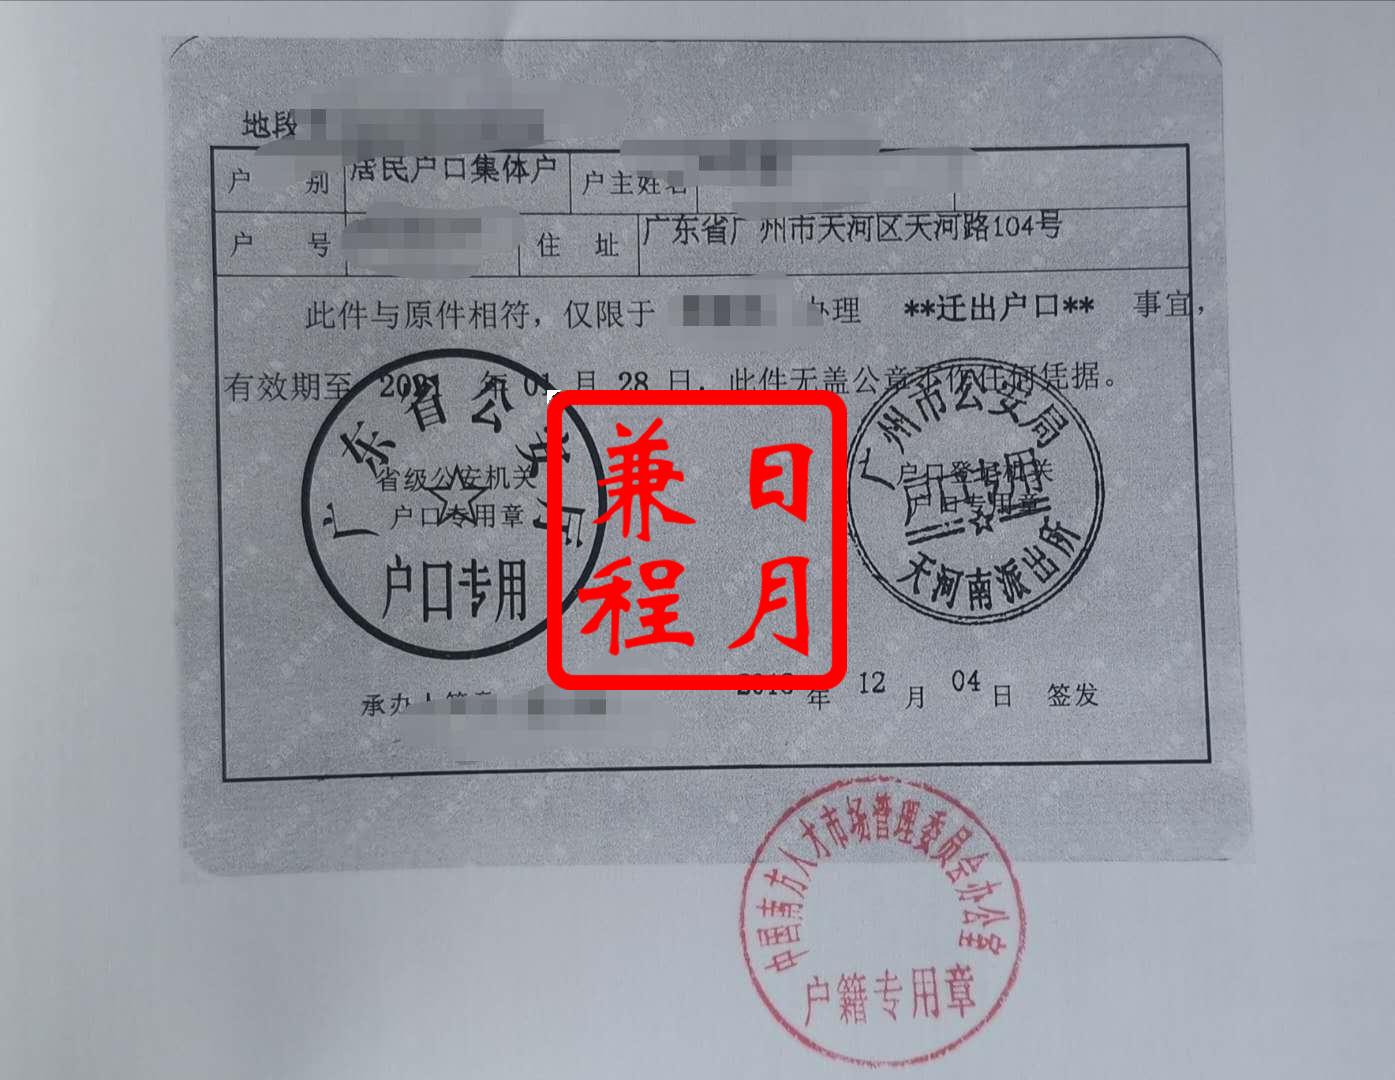 地段
户 别 居民户口集体户 户主姓名
户 号 住 址 广东省广州市天河区天河路104号
此件与原件相符，仅限于 办理 **迁出户口** 事宜，
有效期至 2021 年 01 月 28 日，此件无盖公章不作任何凭据。
广东省公安厅
省级公安机关
户口专用章
户口专用
日月
兼程
广州市公安局
户口登记机关
户口专用章
户口专用
天河南派出所
承办人签章
年 12 月 04 日 签发
中国南方人才市场管理委员会办公室
户籍专用章